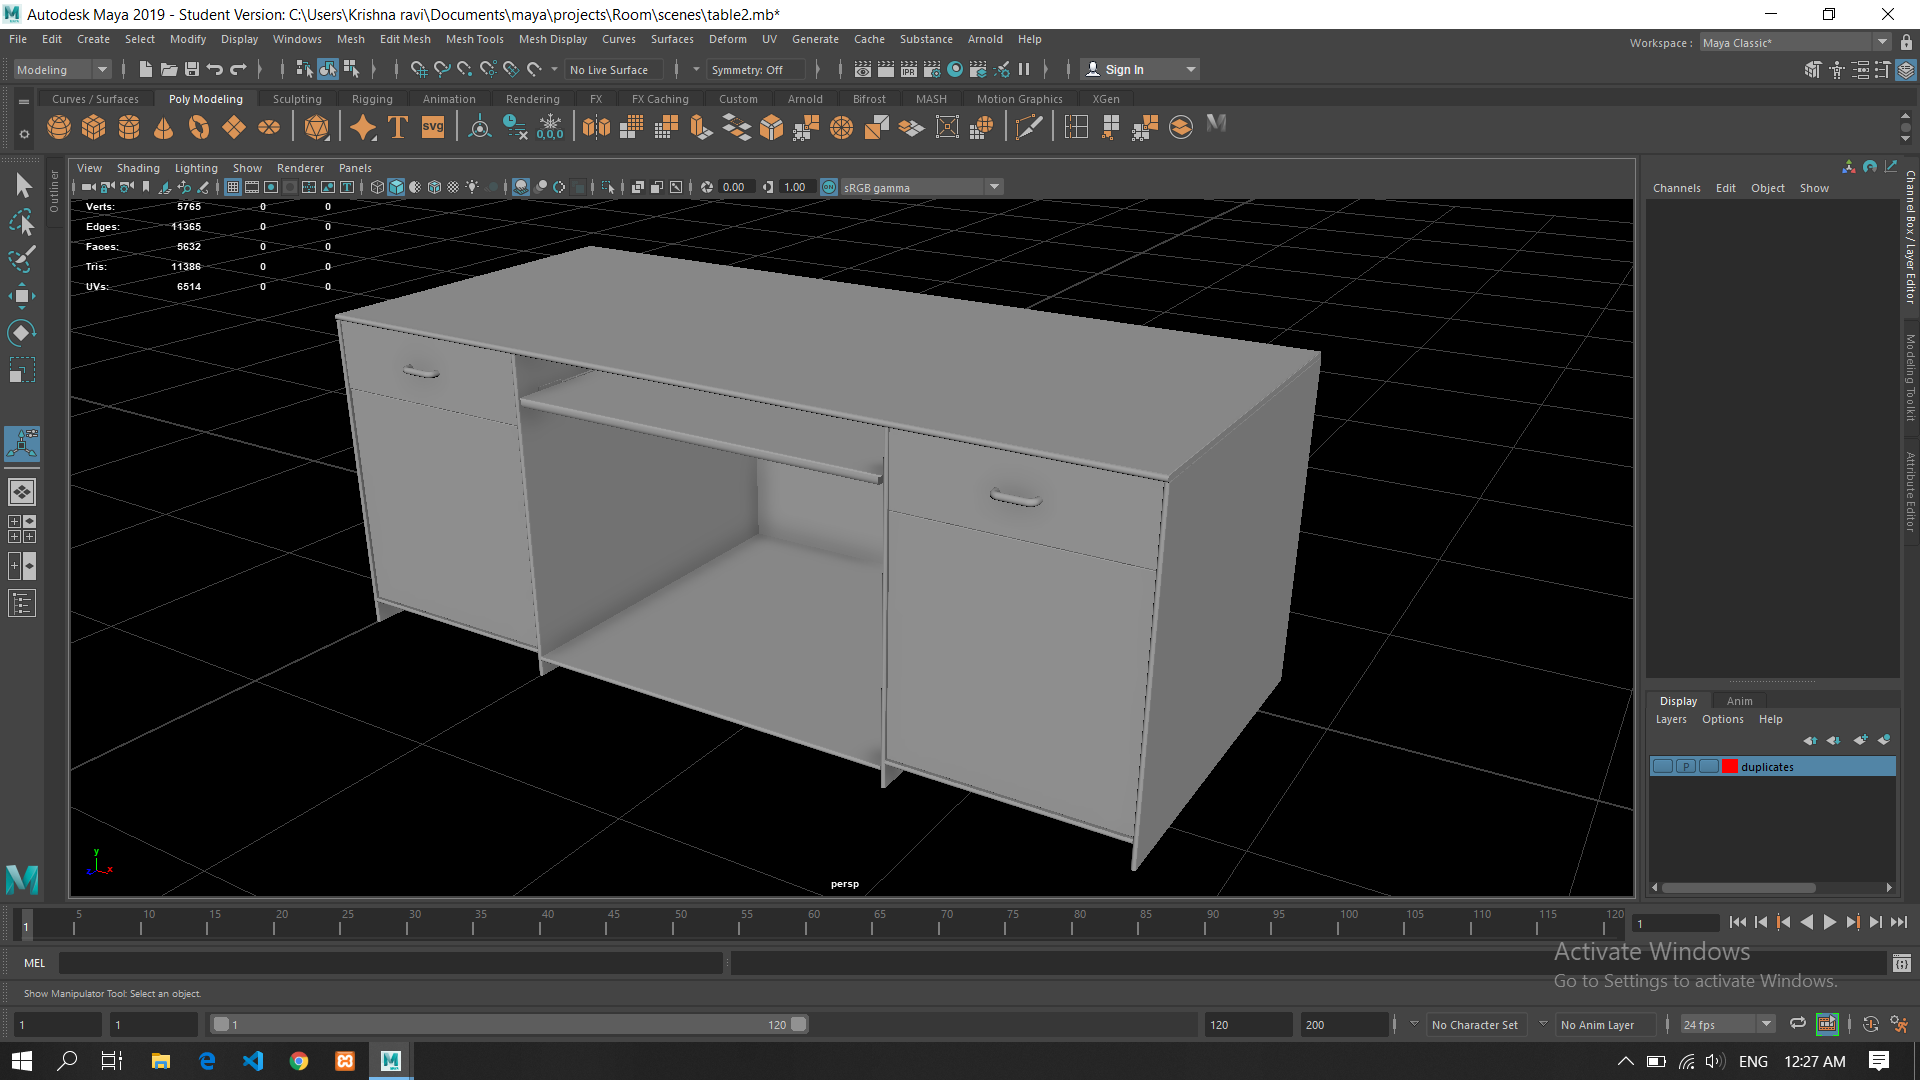 Autodesk Maya 2019 - Student Version: C:\Users\Krishna ravi\Documents\maya\projects\Room\scenes\table2.mb*
File Edit Create Select Modify Display Windows Mesh Edit Mesh Mesh Tools Mesh Display Curves Surfaces Deform UV Generate Cache Substance Arnold Help
Workspace : Maya Classic*
Modeling No Live Surface Symmetry: Off IPR Sign In
Curves / Surfaces Poly Modeling Sculpting Rigging Animation Rendering FX FX Caching Custom Arnold Bifrost MASH Motion Graphics XGen
T SVG 0,0,0 M
View Shading Lighting Show Renderer Panels
0.00 1.00 ON sRGB gamma
Outliner
Verts: 5765 0 0
Edges: 11365 0 0
Faces: 5632 0 0
Tris: 11386 0 0
UVs: 6514 0 0
Channels Edit Object Show
Channel Box / Layer Editor
Modeling Toolkit
Attribute Editor
Display Anim
Layers Options Help
P duplicates
y
z x
persp
1 5 10 15 20 25 30 35 40 45 50 55 60 65 70 75 80 85 90 95 100 105 110 115 120 1
MEL
Activate Windows
Go to Settings to activate Windows.
Show Manipulator Tool: Select an object.
1 1 1 120 120 200 No Character Set No Anim Layer 24 fps
ENG 12:27 AM